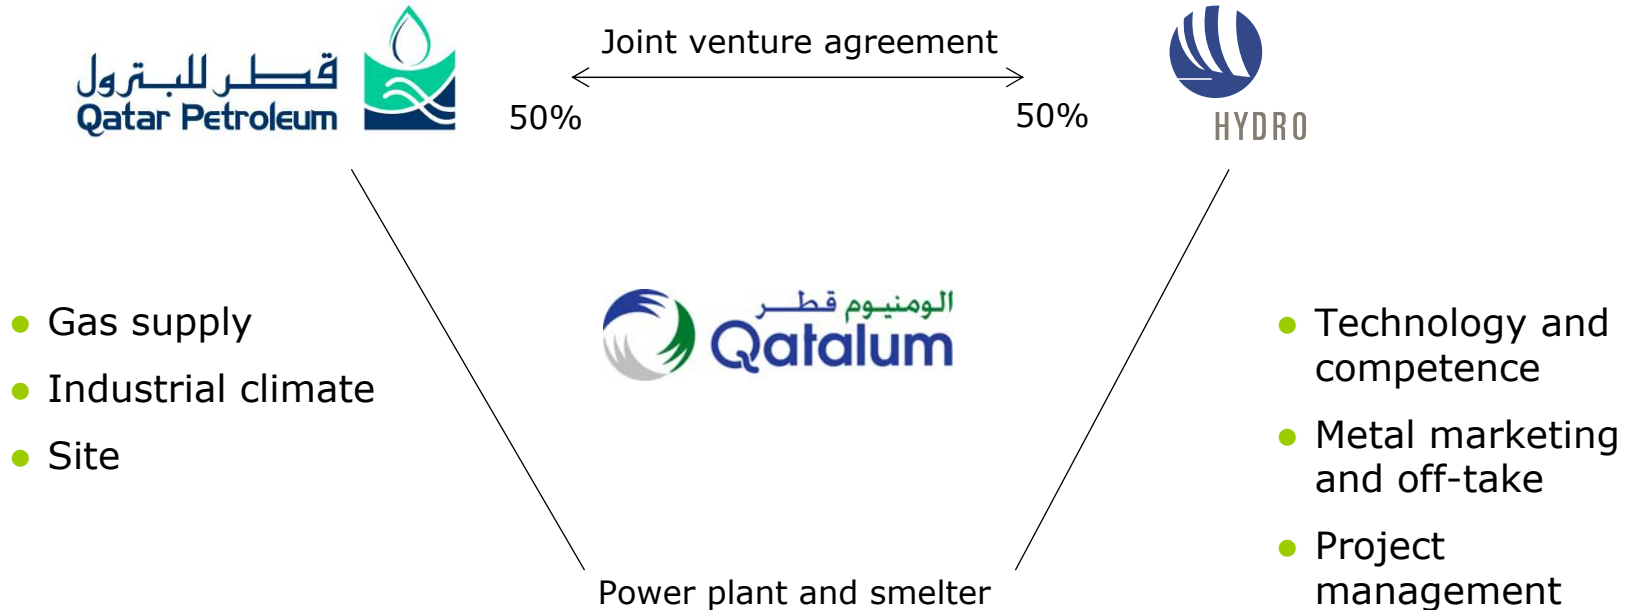 قطر للبترول
Qatar Petroleum
Joint venture agreement
50%
50%
HYDRO
الومنيوم قطر
Qatalum
● Gas supply
● Industrial climate
● Site
● Technology and
competence
● Metal marketing
and off-take
● Project
management
Power plant and smelter